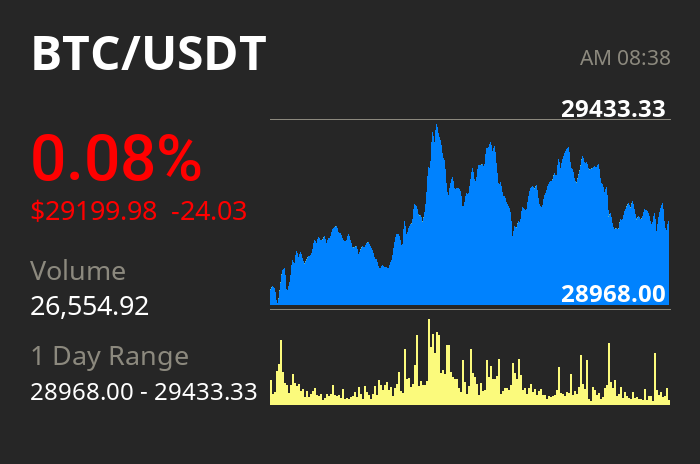 BTC/USDT
AM 08:38
29433.33
0.08%
$29199.98 -24.03
Volume
26,554.92
28968.00
1 Day Range
28968.00 - 29433.33